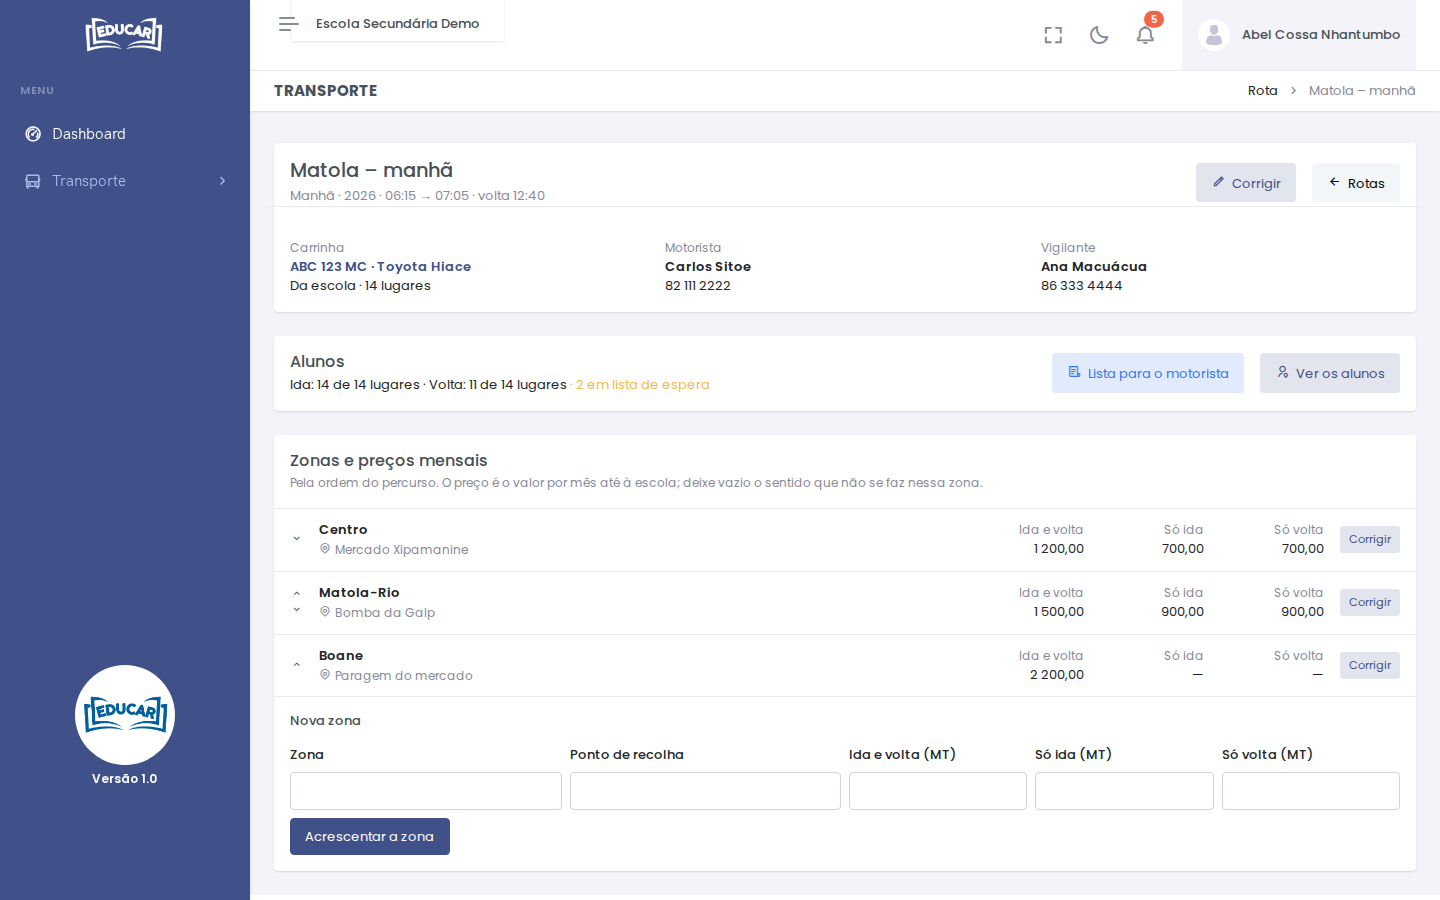 EDUCAR
Escola Secundária Demo
5
Abel Cossa Nhantumbo
MENU
Dashboard
Transporte
TRANSPORTE
Rota
Matola – manhã
Matola – manhã
Manhã · 2026 · 06:15 → 07:05 · volta 12:40
Corrigir
← Rotas
Carrinha
ABC 123 MC · Toyota Hiace
Da escola · 14 lugares
Motorista
Carlos Sitoe
82 111 2222
Vigilante
Ana Macuácua
86 333 4444
Alunos
Ida: 14 de 14 lugares · Volta: 11 de 14 lugares · 2 em lista de espera
Lista para o motorista
Ver os alunos
Zonas e preços mensais
Pela ordem do percurso. O preço é o valor por mês até à escola; deixe vazio o sentido que não se faz nessa zona.
Centro
Mercado Xipamanine
Ida e volta
1 200,00
Só ida
700,00
Só volta
700,00
Corrigir
Matola-Rio
Bomba da Galp
Ida e volta
1 500,00
Só ida
900,00
Só volta
900,00
Corrigir
Boane
Paragem do mercado
Ida e volta
2 200,00
Só ida
—
Só volta
—
Corrigir
Nova zona
Zona
Ponto de recolha
Ida e volta (MT)
Só ida (MT)
Só volta (MT)
Acrescentar a zona
EDUCAR
Versão 1.0